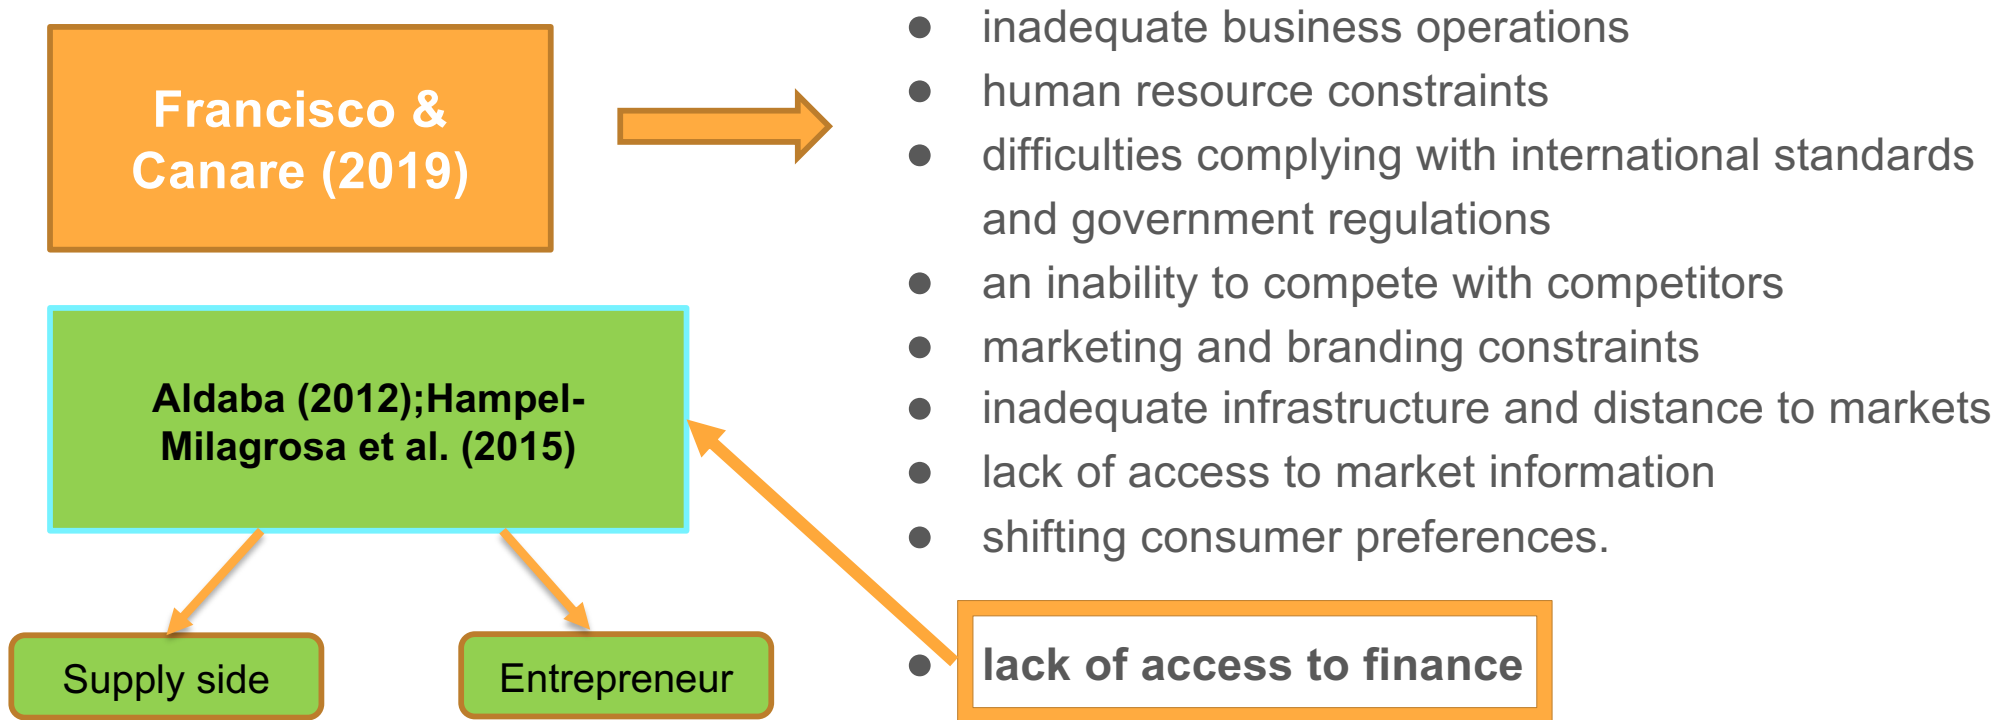 Francisco &
Canare (2019)
● inadequate business operations
● human resource constraints
● difficulties complying with international standards
and government regulations
● an inability to compete with competitors
● marketing and branding constraints
● inadequate infrastructure and distance to markets
● lack of access to market information
● shifting consumer preferences.
● lack of access to finance
Aldaba (2012);Hampel-
Milagrosa et al. (2015)
Supply side
Entrepreneur